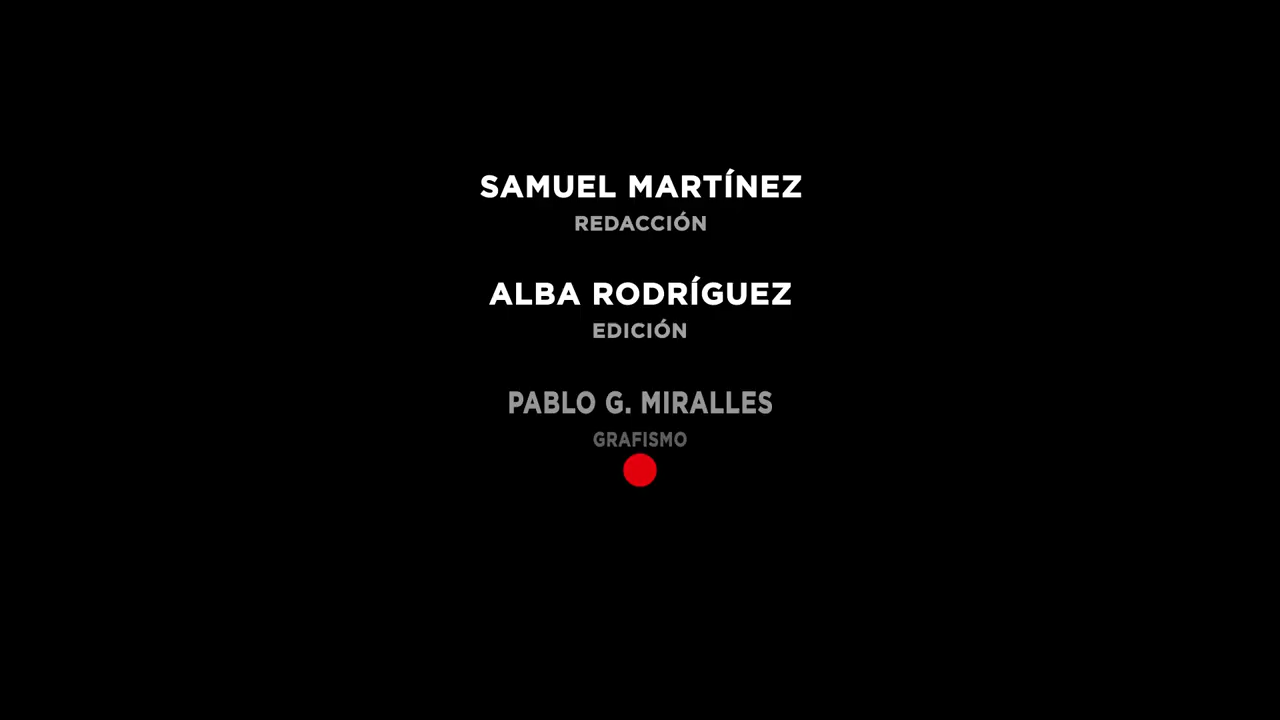 SAMUEL MARTÍNEZ
REDACCIÓN
ALBA RODRÍGUEZ
EDICIÓN
PABLO G. MIRALLES
GRAFISMO